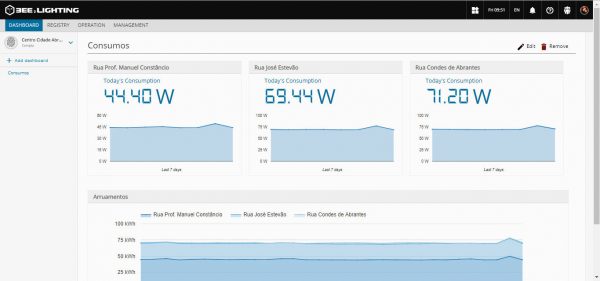 BEE2LIGHTING
FRI 09:51
EN
DASHBOARD REGISTRY OPERATION MANAGEMENT
Centro Cidade Abr...
+ Add dashboard
Consumos
Consumos
Edit Remove
Rua Prof. Manuel Constâncio
Today's Consumption
44.40 W
80 W
60 W
40 W
20 W
0 W
Last 7 days
Rua José Estevão
Today's Consumption
69.44 W
100 W
75 W
50 W
25 W
0 W
Last 7 days
Rua Condes de Abrantes
Today's Consumption
71.20 W
100 W
75 W
50 W
25 W
0 W
Last 7 days
Arruamentos
Rua Prof. Manuel Constâncio Rua José Estevão Rua Condes de Abrantes
100 kWh
75 kWh
50 kWh
25 kWh